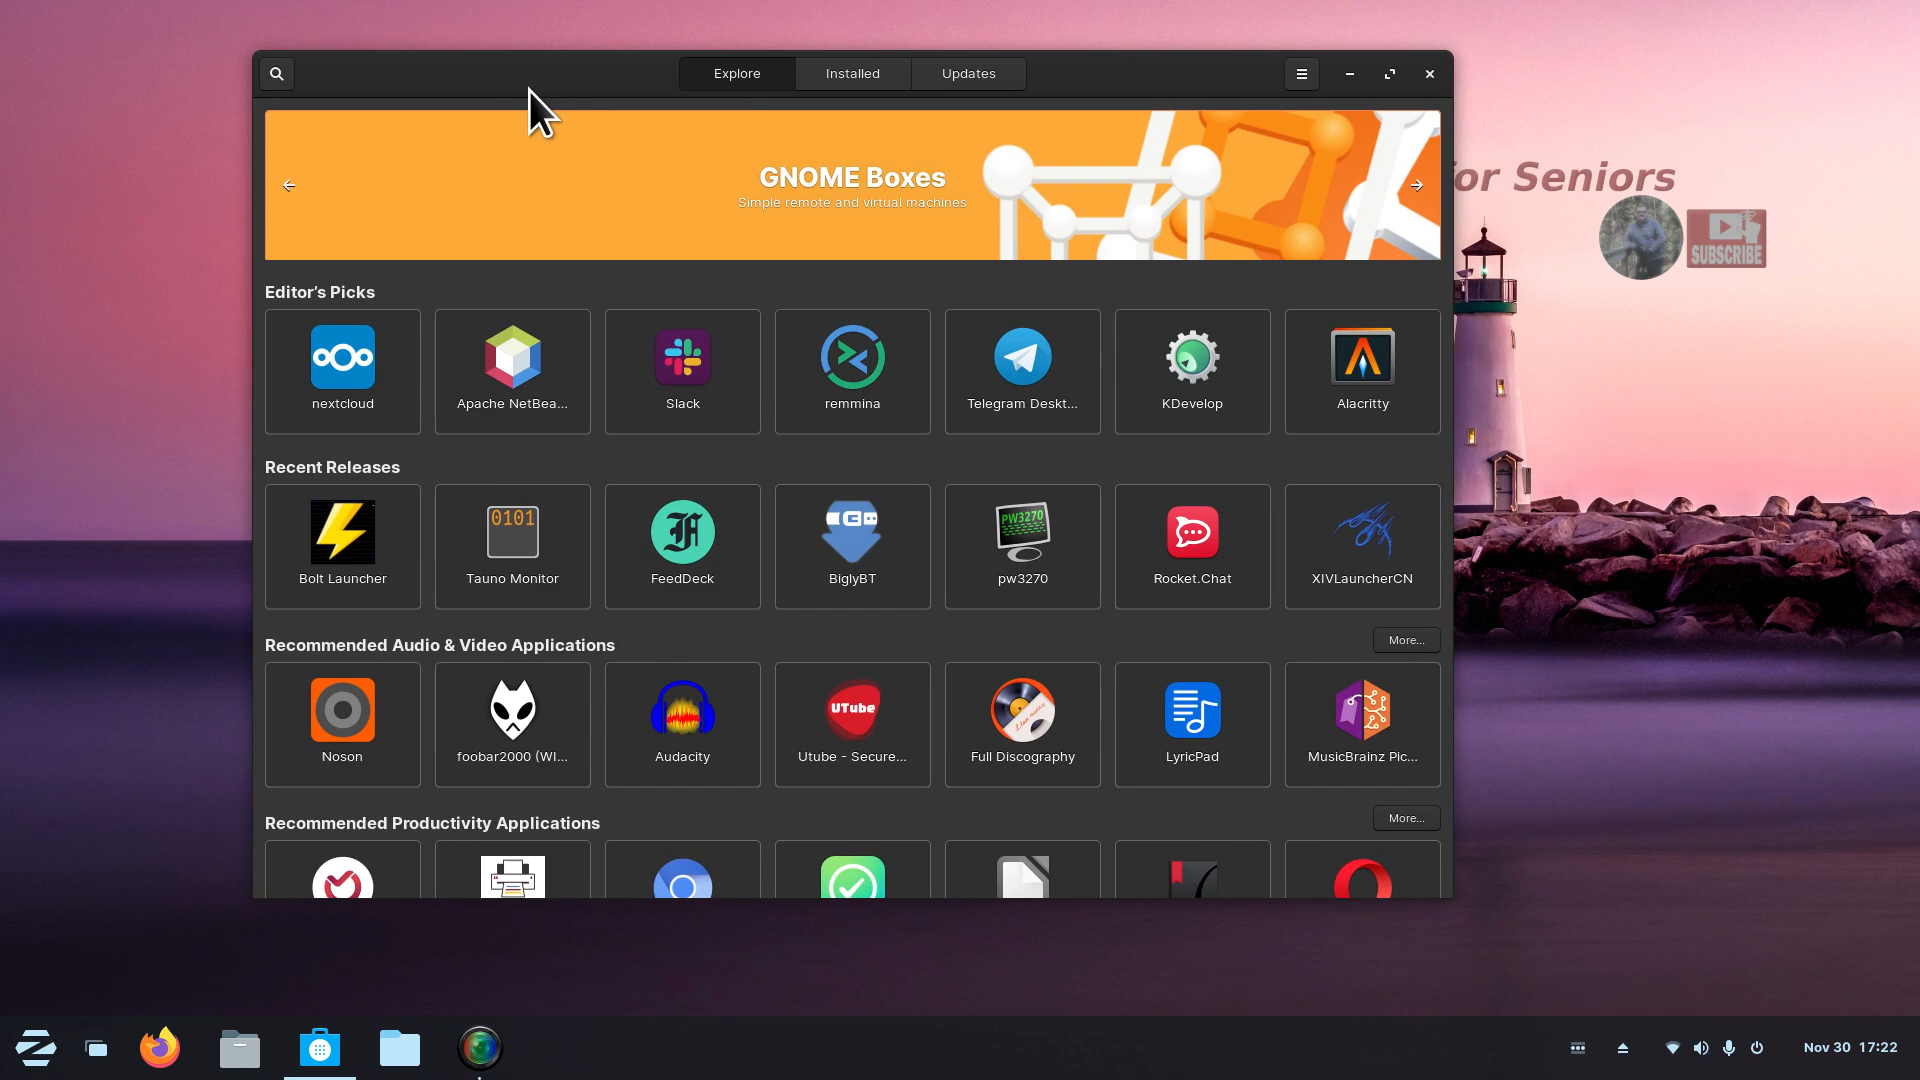 Explore
Installed
Updates
GNOME Boxes
Simple remote and virtual machines
or Seniors
SUBSCRIBE
Editor’s Picks
nextcloud
Apache NetBea...
Slack
remmina
Telegram Deskt...
KDevelop
Alacritty
Recent Releases
0101
PW3270
Bolt Launcher
Tauno Monitor
FeedDeck
BiglyBT
pw3270
Rocket.Chat
XIVLauncherCN
Recommended Audio & Video Applications
More...
UTube
Noson
foobar2000 (WI...
Audacity
Utube - Secure...
Full Discography
LyricPad
MusicBrainz Pic...
Recommended Productivity Applications
More...
Nov 30 17:22